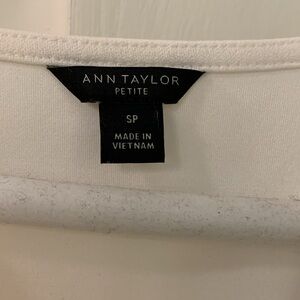 ANN TAYLOR
PETITE
SP
MADE IN
VIETNAM